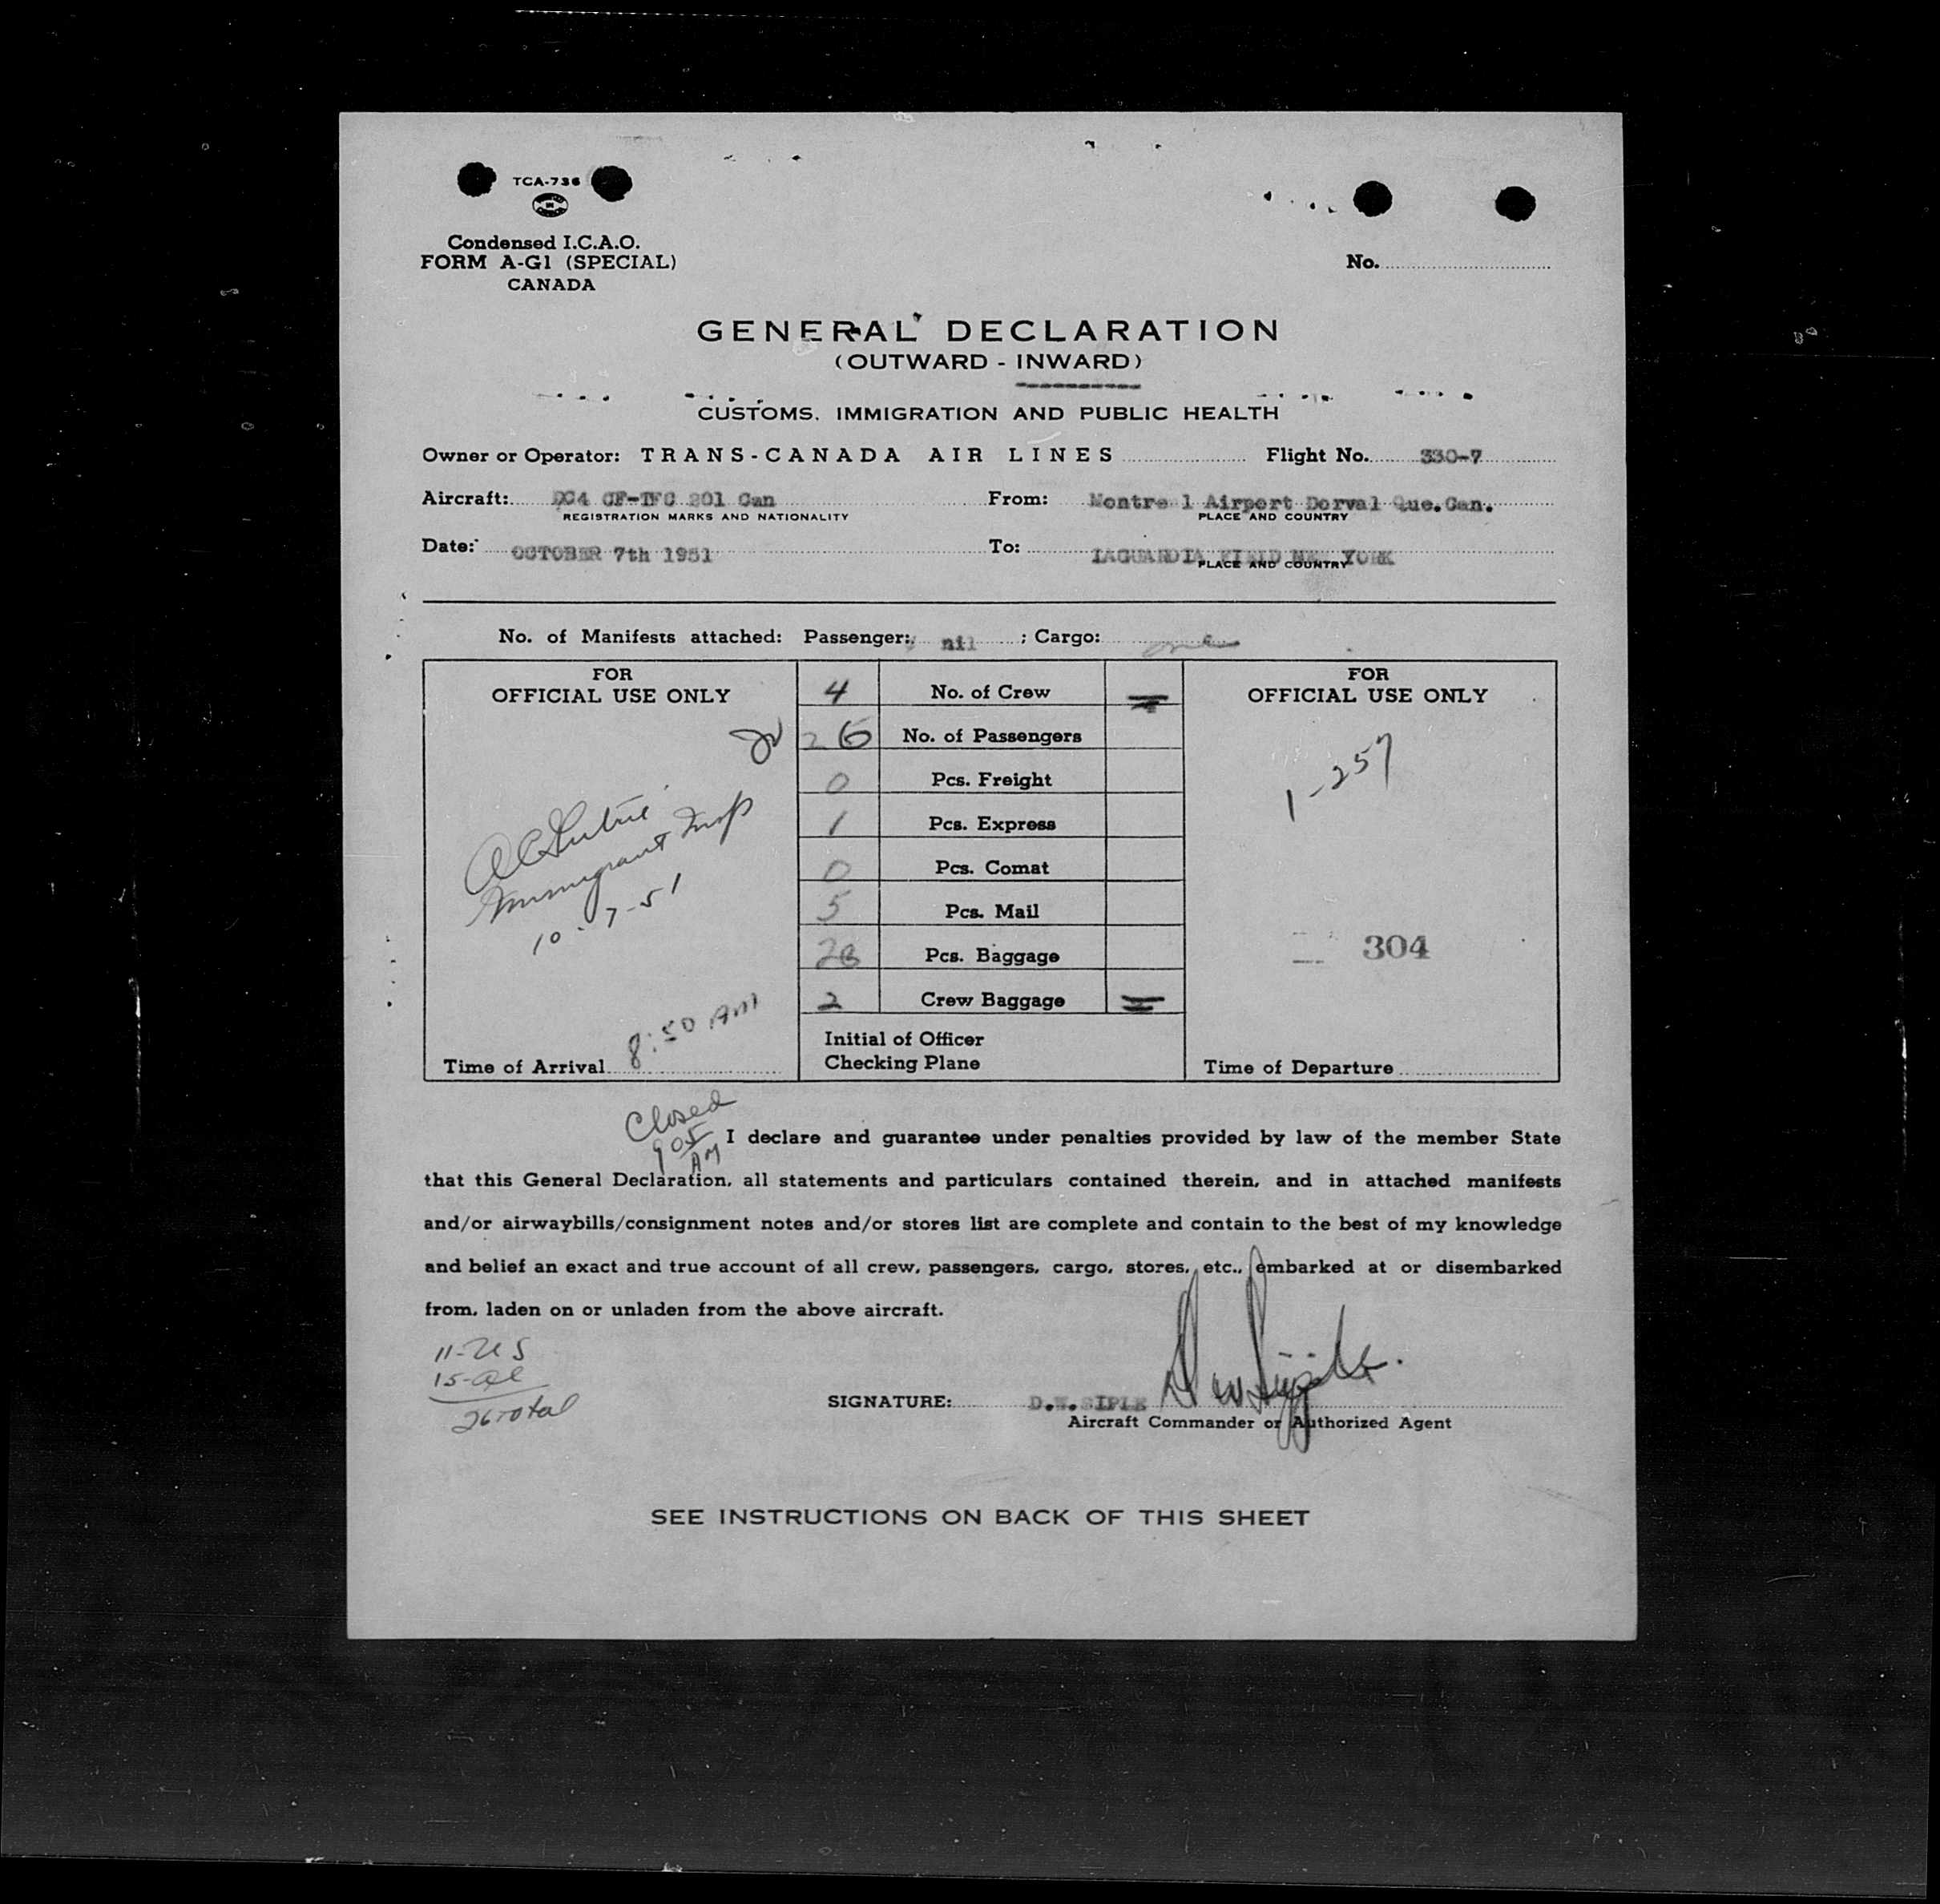 TCA-736
Condensed I.C.A.O.
FORM A-G1 (SPECIAL)
CANADA
No.
GENERAL DECLARATION
(OUTWARD - INWARD)
CUSTOMS, IMMIGRATION AND PUBLIC HEALTH
Owner or Operator: TRANS-CANADA AIR LINES Flight No. 330-7
Aircraft: DC4 CF-TFC 201 Can From: Montre l Airport Dorval Que.Can.
REGISTRATION MARKS AND NATIONALITY PLACE AND COUNTRY
Date: OCTOBER 7th 1951 To: LAGUARDIA FIELD NEW YORK
PLACE AND COUNTRY
No. of Manifests attached: Passenger: nil ; Cargo: one
FOR
OFFICIAL USE ONLY
Immigrant Insp
10-7-51
Time of Arrival 8:50 AM
4 No. of Crew
26 No. of Passengers
0 Pcs. Freight
1 Pcs. Express
0 Pcs. Comat
5 Pcs. Mail
28 Pcs. Baggage
2 Crew Baggage
Initial of Officer
Checking Plane
FOR
OFFICIAL USE ONLY
1-257
304
Time of Departure
Closed
905
AM
I declare and guarantee under penalties provided by law of the member State
that this General Declaration, all statements and particulars contained therein, and in attached manifests
and/or airwaybills/consignment notes and/or stores list are complete and contain to the best of my knowledge
and belief an exact and true account of all crew, passengers, cargo, stores, etc., embarked at or disembarked
from, laden on or unladen from the above aircraft.
11-US
15-al
26 Total
SIGNATURE: D.W.SIPLE
Aircraft Commander or Authorized Agent
SEE INSTRUCTIONS ON BACK OF THIS SHEET